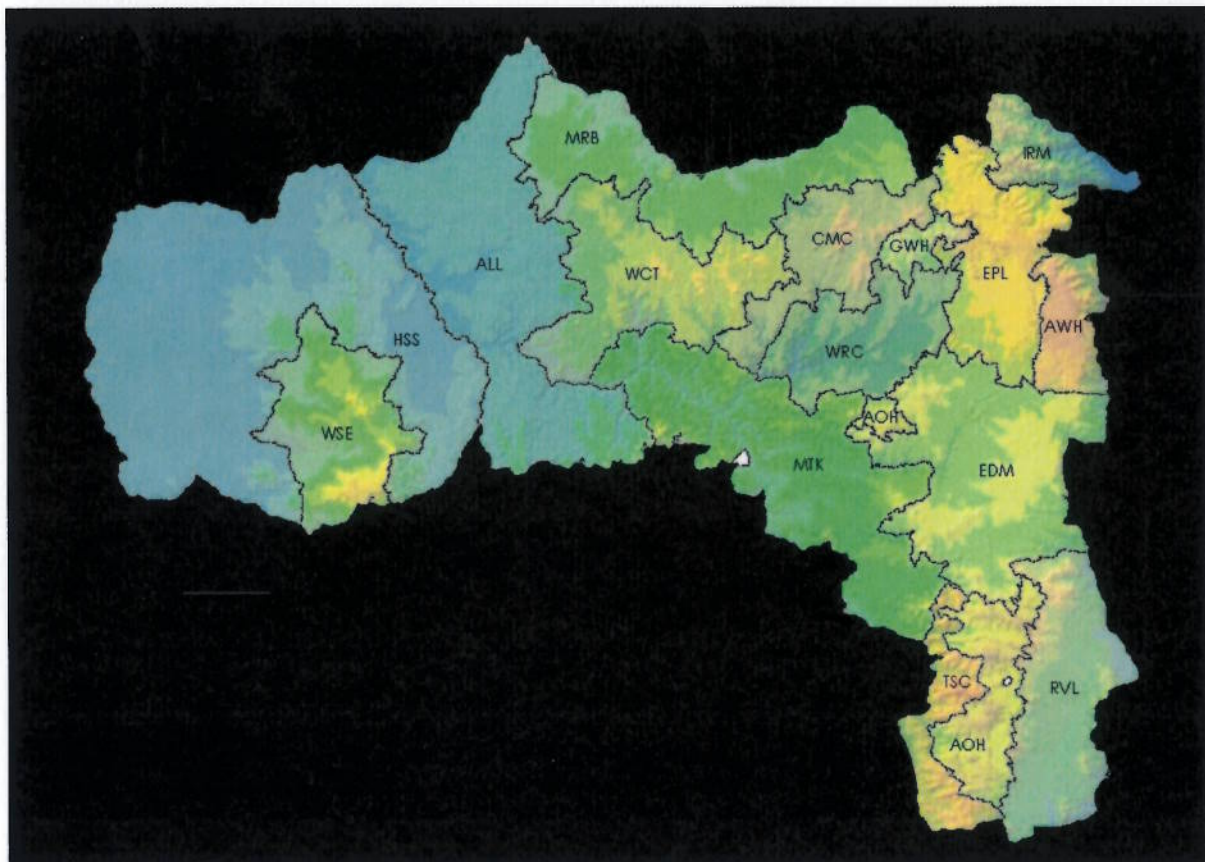 MRB
IRM
CMC
GWH
ALL
WCT
EPL
AWH
HSS
WRC
AOH
WSE
MTK
EDM
TSC
RVL
AOH